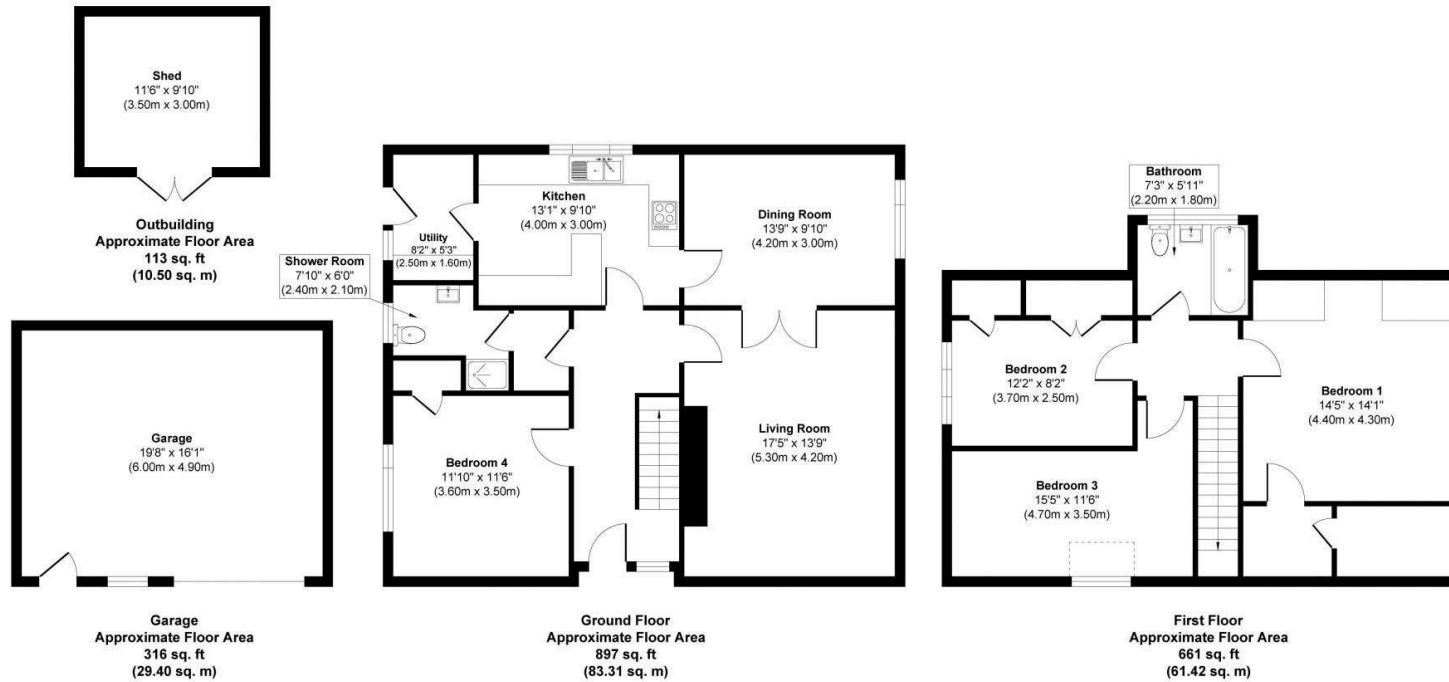 Shed
11'6" x 9'10"
(3.50m x 3.00m)
Outbuilding
Approximate Floor Area
113 sq. ft
(10.50 sq. m)
Garage
19'8" x 16'1"
(6.00m x 4.90m)
Garage
Approximate Floor Area
316 sq. ft
(29.40 sq. m)
Kitchen
13'1" x 9'10"
(4.00m x 3.00m)
Dining Room
13'9" x 9'10"
(4.20m x 3.00m)
Utility
8'2" x 5'3"
(2.50m x 1.60m)
Shower Room
7'10" x 6'0"
(2.40m x 2.10m)
Bedroom 4
11'10" x 11'6"
(3.60m x 3.50m)
Living Room
17'5" x 13'9"
(5.30m x 4.20m)
Ground Floor
Approximate Floor Area
897 sq. ft
(83.31 sq. m)
Bathroom
7'3" x 5'11"
(2.20m x 1.80m)
Bedroom 2
12'2" x 8'2"
(3.70m x 2.50m)
Bedroom 1
14'5" x 14'1"
(4.40m x 4.30m)
Bedroom 3
15'5" x 11'6"
(4.70m x 3.50m)
First Floor
Approximate Floor Area
661 sq. ft
(61.42 sq. m)